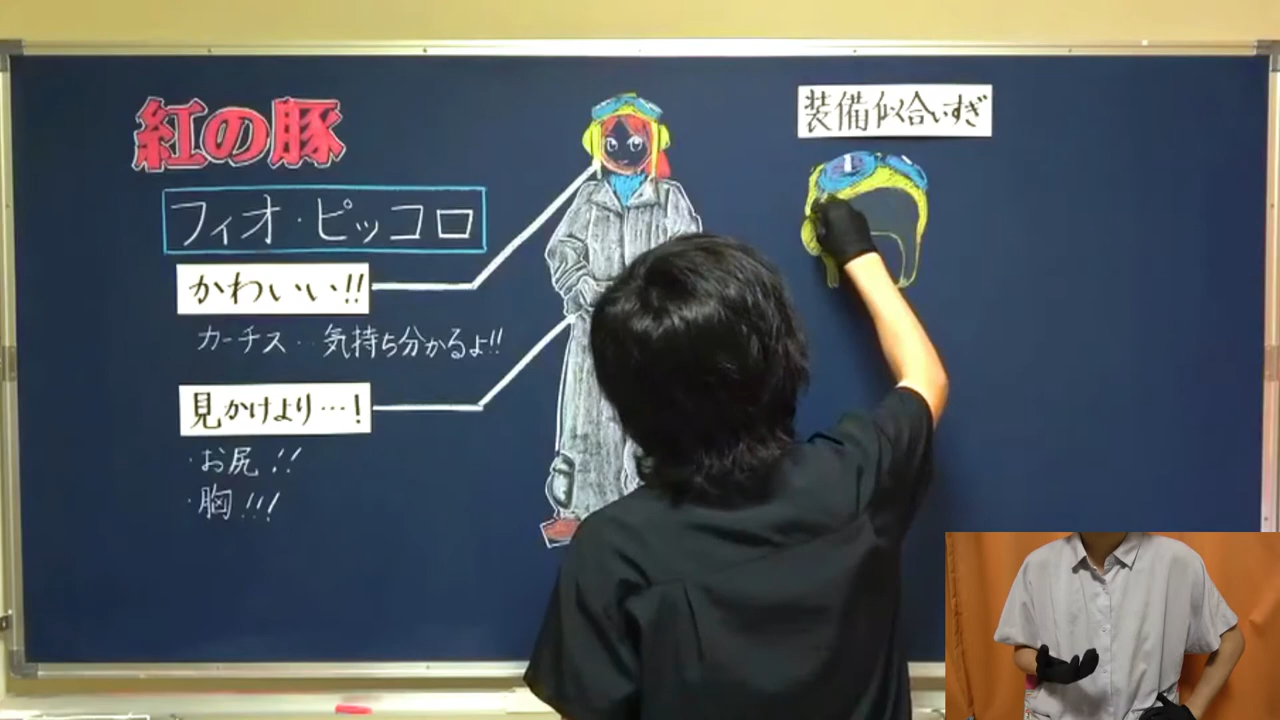 紅の豚
フィオ・ピッコロ
かわいい!!
カーチス…気持ち分かるよ!!
見かけより…!
・お尻!!
・胸!!!
装備似合いすぎ